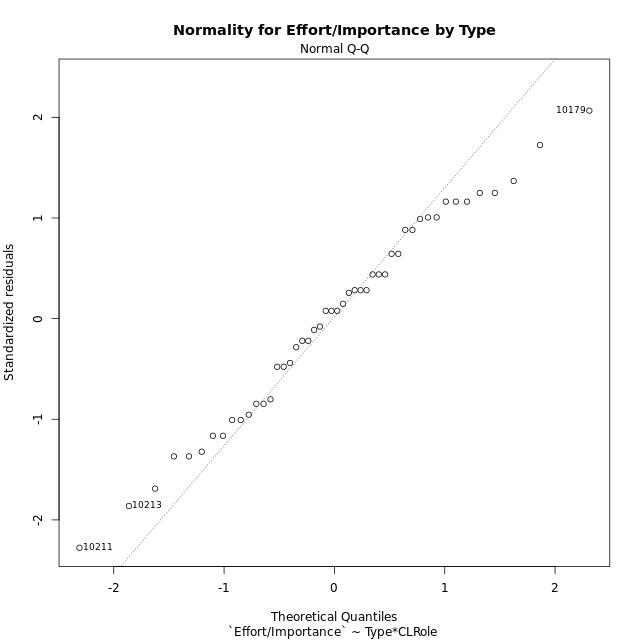 Normality for Effort/Importance by Type
Normal Q-Q
2
10179
1
Standardized residuals
0
-1
10213
-2
10211
-2 -1 0 1 2
Theoretical Quantiles
`Effort/Importance` ~ Type*CLRole